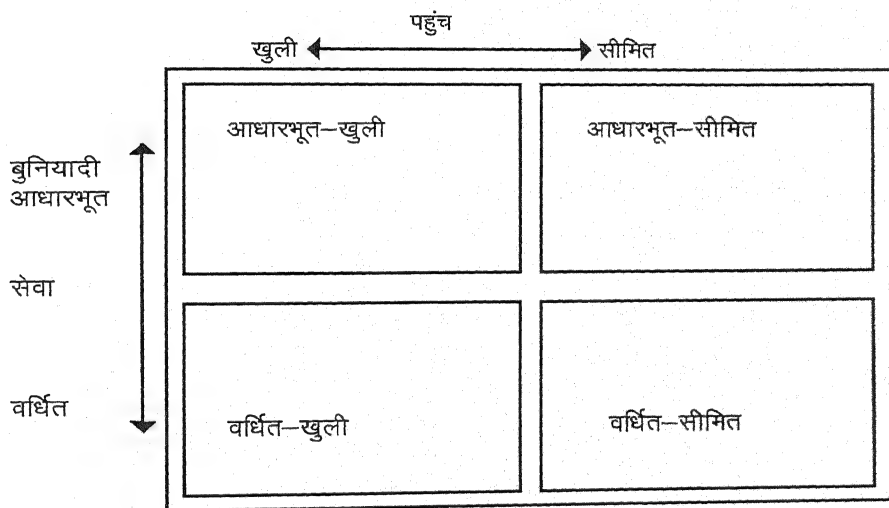 पहुंच
खुली सीमित
आधारभूत–खुली आधारभूत–सीमित
बुनियादी
आधारभूत
सेवा
वर्धित
वर्धित–खुली वर्धित–सीमित